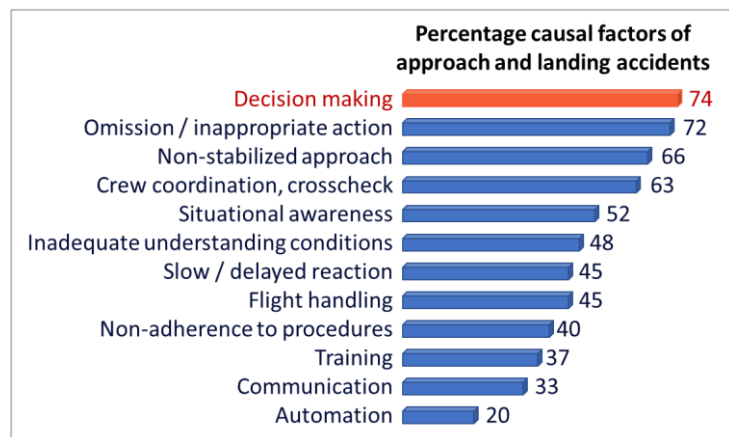 Percentage causal factors of
approach and landing accidents
Decision making 74
Omission / inappropriate action 72
Non-stabilized approach 66
Crew coordination, crosscheck 63
Situational awareness 52
Inadequate understanding conditions 48
Slow / delayed reaction 45
Flight handling 45
Non-adherence to procedures 40
Training 37
Communication 33
Automation 20